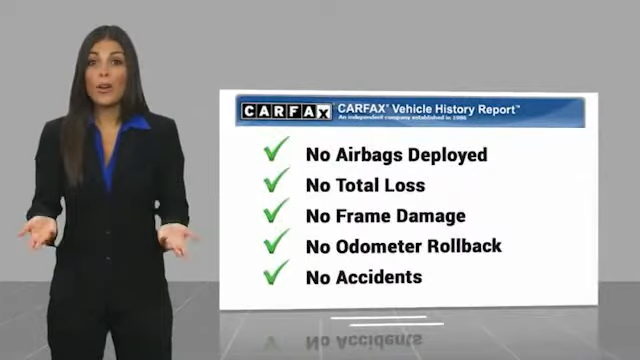 CARFAX CARFAX® Vehicle History Report™
An independent company established in 1986
No Airbags Deployed
No Total Loss
No Frame Damage
No Odometer Rollback
No Accidents